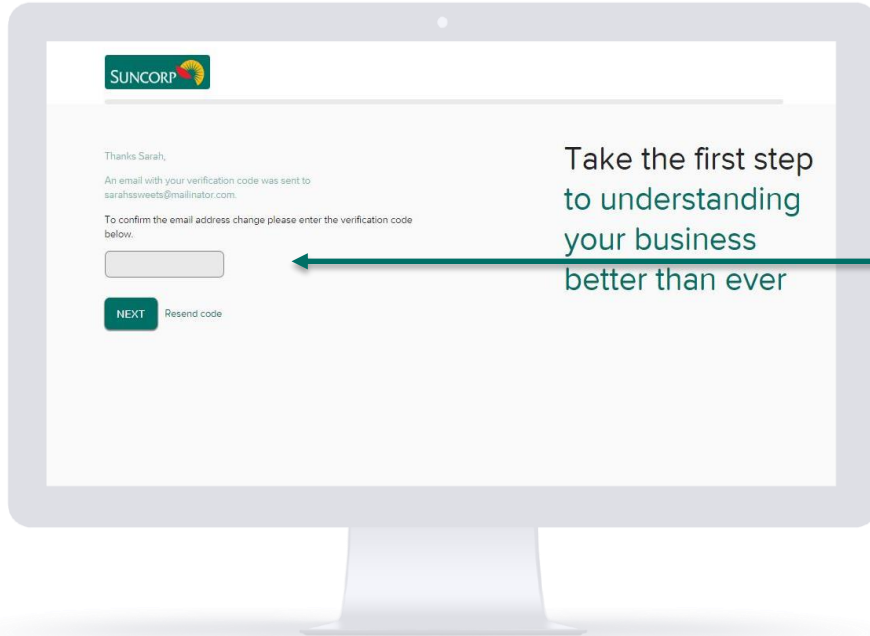 SUNCORP
Thanks Sarah,
An email with your verification code was sent to
sarahssweets@mailinator.com.
To confirm the email address change please enter the verification code
below.
NEXT Resend code
Take the first step
to understanding
your business
better than ever